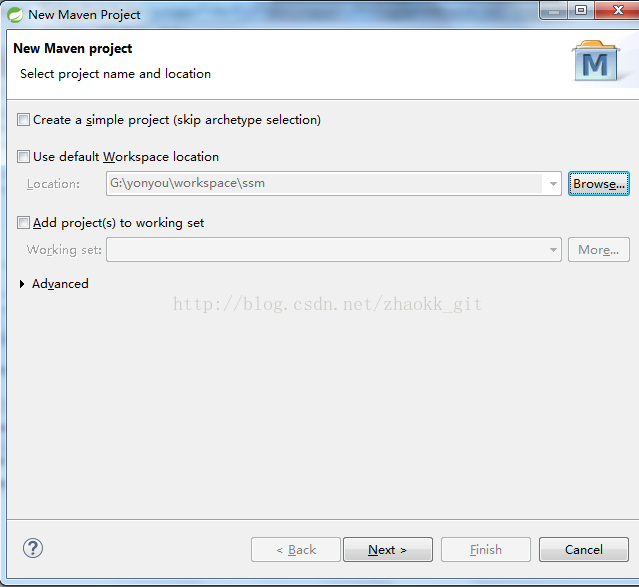 New Maven Project
New Maven project
Select project name and location
M
Create a simple project (skip archetype selection)
Use default Workspace location
Location: G:\yonyou\workspace\ssm Browse...
Add project(s) to working set
Working set: More...
Advanced
http://blog.csdn.net/zhaokk_git
? < Back Next > Finish Cancel